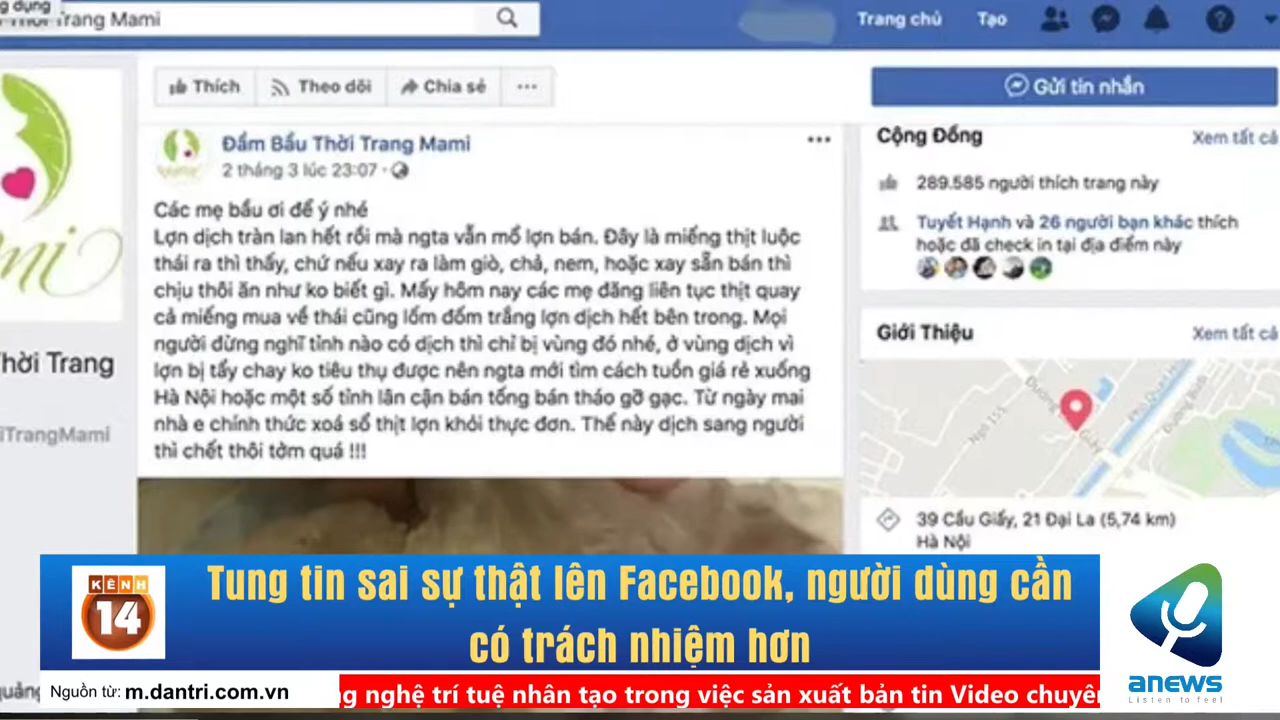 g dụng
Thời Trang Mami
Trang chủ
Tạo
Thích
Theo dõi
Chia sẻ
Gửi tin nhắn
Đầm Bầu Thời Trang Mami
2 tháng 3 lúc 23:07
Các mẹ bầu ơi để ý nhé
Lợn dịch tràn lan hết rồi mà ngta vẫn mổ lợn bán. Đây là miếng thịt luộc
thái ra thì thấy, chứ nếu xay ra làm giò, chả, nem, hoặc xay sẵn bán thì
chịu thôi ăn như ko biết gì. Mấy hôm nay các mẹ đăng liên tục thịt quay
cả miếng mua về thái cũng lốm đốm trắng lợn dịch hết bên trong. Mọi
người đừng nghĩ tỉnh nào có dịch thì chỉ bị vùng đó nhé, ở vùng dịch vì
lợn bị tẩy chay ko tiêu thụ được nên ngta mới tìm cách tuồn giá rẻ xuống
Hà Nội hoặc một số tỉnh lân cận bán tống bán tháo gỡ gạc. Từ ngày mai
nhà e chính thức xoá sổ thịt lợn khỏi thực đơn. Thế này dịch sang người
thì chết thôi tởm quá !!!
Cộng Đồng
Xem tất cả
289.585 người thích trang này
Tuyết Hạnh và 26 người bạn khác thích
hoặc đã check in tại địa điểm này
Giới Thiệu
Xem tất cả
Ngõ 155
39 Cầu Giấy, 21 Đại La (5,74 km)
Hà Nội
mi
hời Trang
iTrangMami
quảng
KÊNH
14
Tung tin sai sự thật lên Facebook, người dùng cần
có trách nhiệm hơn
Nguồn từ: m.dantri.com.vn
ng nghệ trí tuệ nhân tạo trong việc sản xuất bản tin Video chuyên
anews
Listen to feel